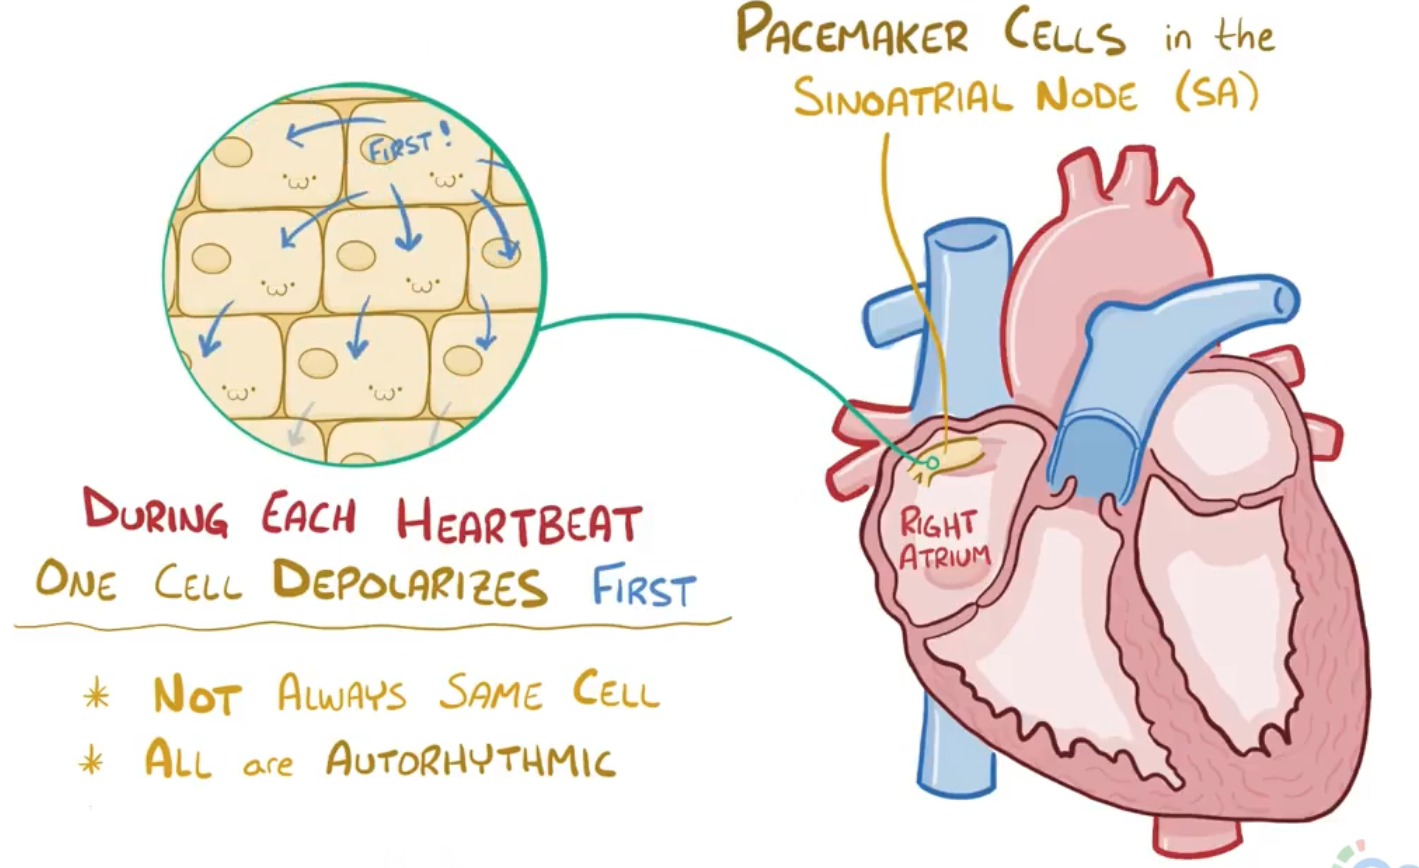 PACEMAKER CELLS in the
SINOATRIAL NODE (SA)
FIRST!
RIGHT
ATRIUM
DURING EACH HEARTBEAT
ONE CELL DEPOLARIZES FIRST
* NOT ALWAYS SAME CELL
* ALL are AUTORHYTHMIC